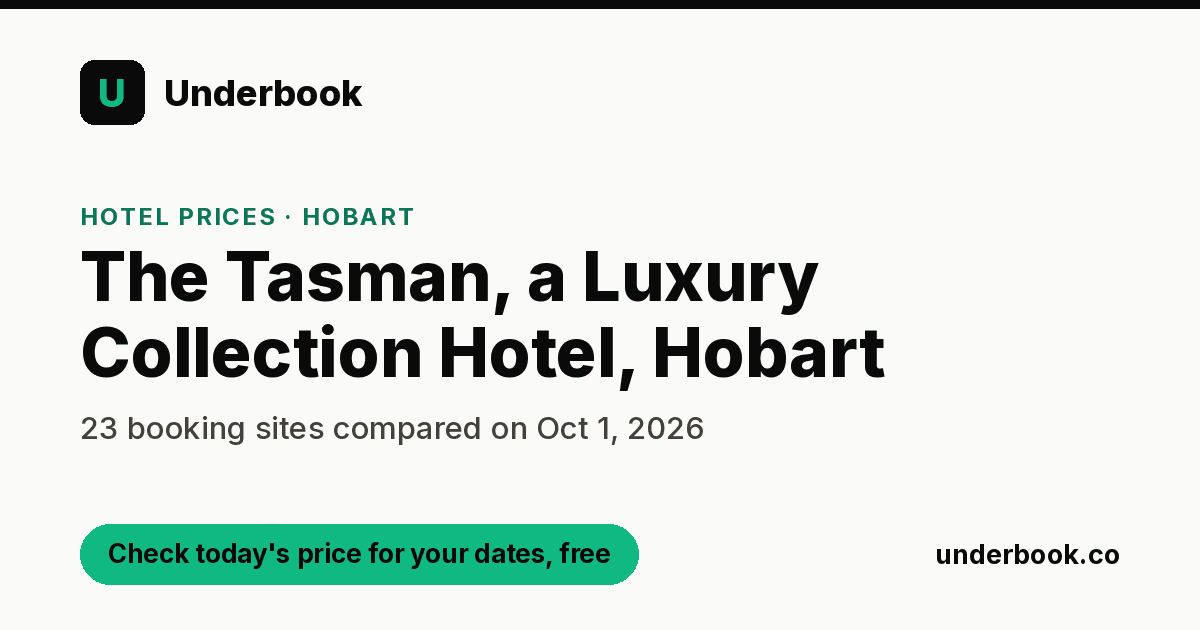 U Underbook
HOTEL PRICES · HOBART
The Tasman, a Luxury
Collection Hotel, Hobart
23 booking sites compared on Oct 1, 2026
Check today's price for your dates, free
underbook.co